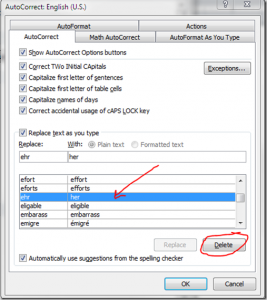 AutoCorrect: English (U.S.)
AutoFormat Actions
AutoCorrect Math AutoCorrect AutoFormat As You Type
Show AutoCorrect Options buttons
Correct TWo INitial CApitals
Exceptions...
Capitalize first letter of sentences
Capitalize first letter of table cells
Capitalize names of days
Correct accidental usage of cAPS LOCK key
Replace text as you type
Replace: With: Plain text Formatted text
ehr her
efort effort
eforts efforts
ehr her
eligable eligible
embarass embarrass
emigre émigré
Replace Delete
Automatically use suggestions from the spelling checker
OK Cancel